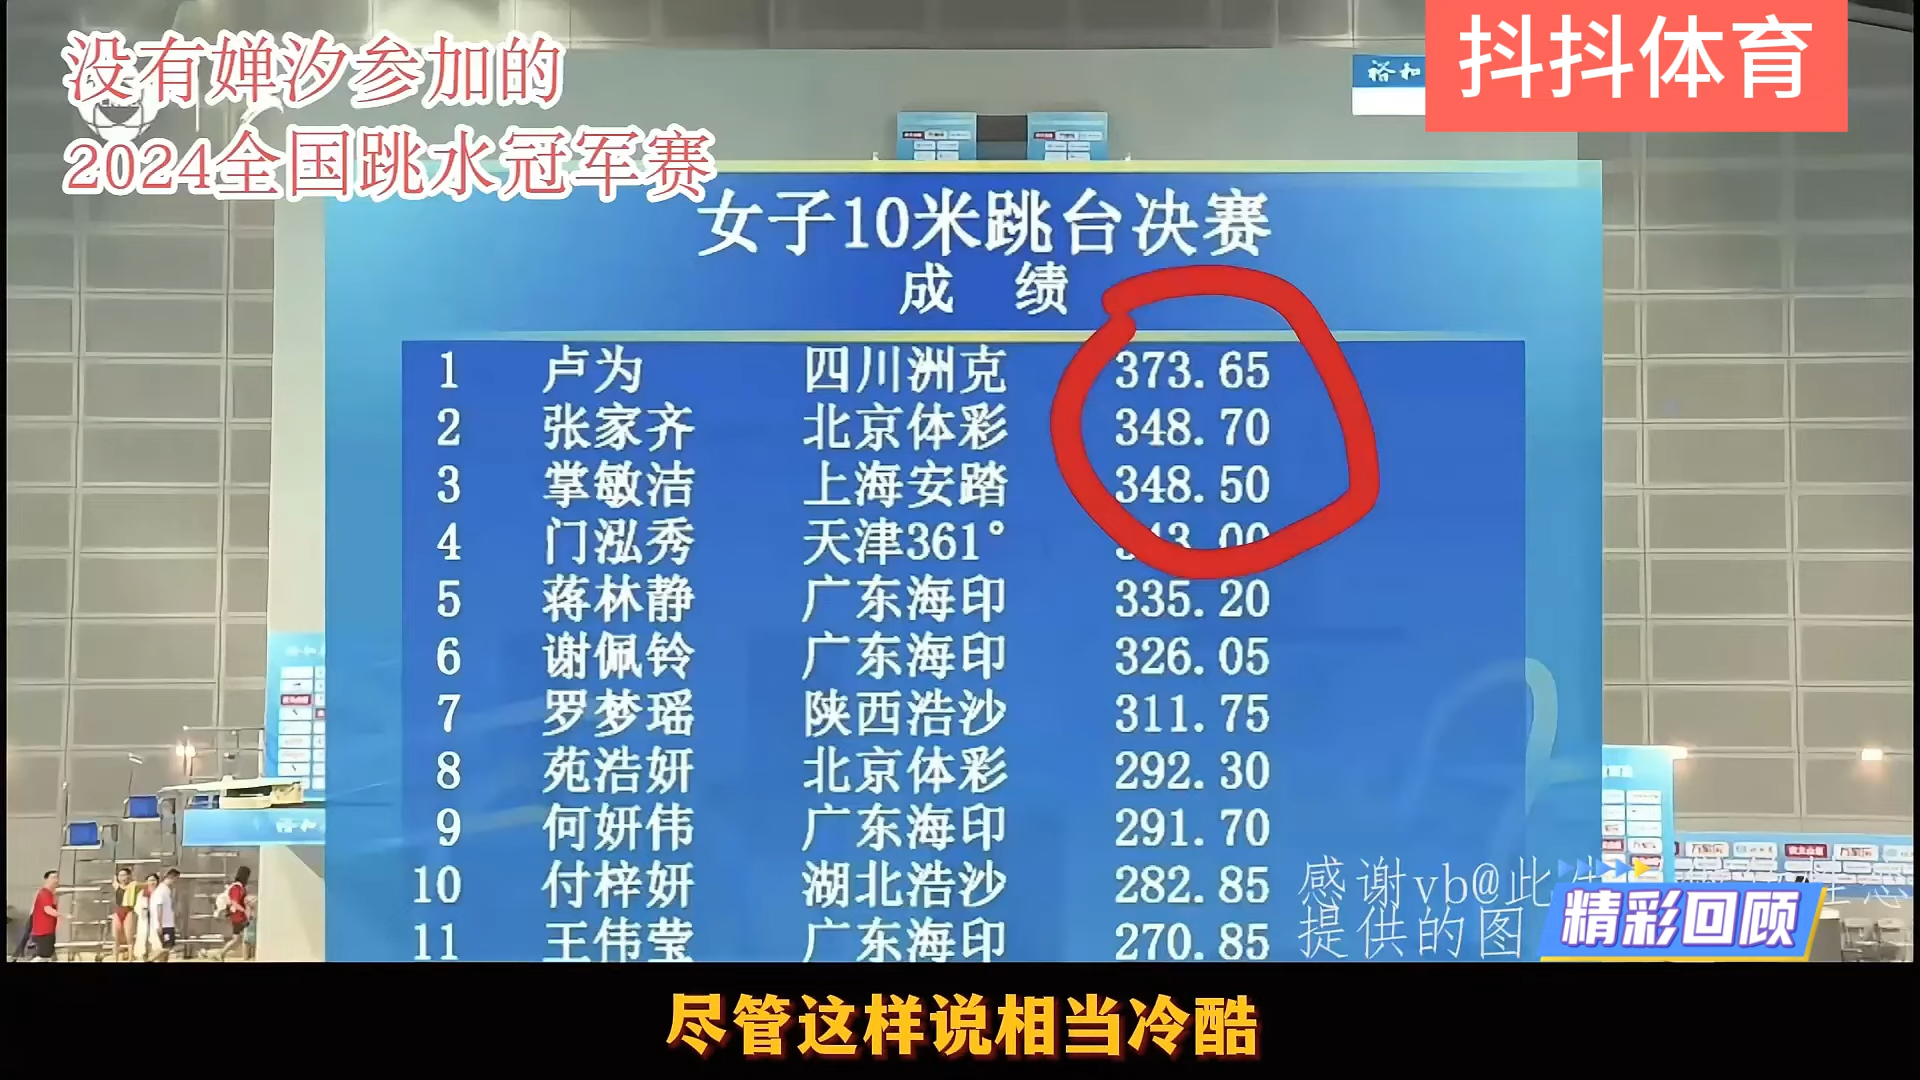 没有婵汐参加的
2024全国跳水冠军赛
抖抖体育
裕和
女子10米跳台决赛
成 绩
1 卢为 四川洲克 373.65
2 张家齐 北京体彩 348.70
3 掌敏洁 上海安踏 348.50
4 门泓秀 天津361° 343.00
5 蒋林静 广东海印 335.20
6 谢佩铃 广东海印 326.05
7 罗梦瑶 陕西浩沙 311.75
8 苑浩妍 北京体彩 292.30
9 何妍伟 广东海印 291.70
10 付梓妍 湖北浩沙 282.85
11 王伟莹 广东海印 270.85
感谢vb@此生
提供的图
精彩回顾
尽管这样说相当冷酷